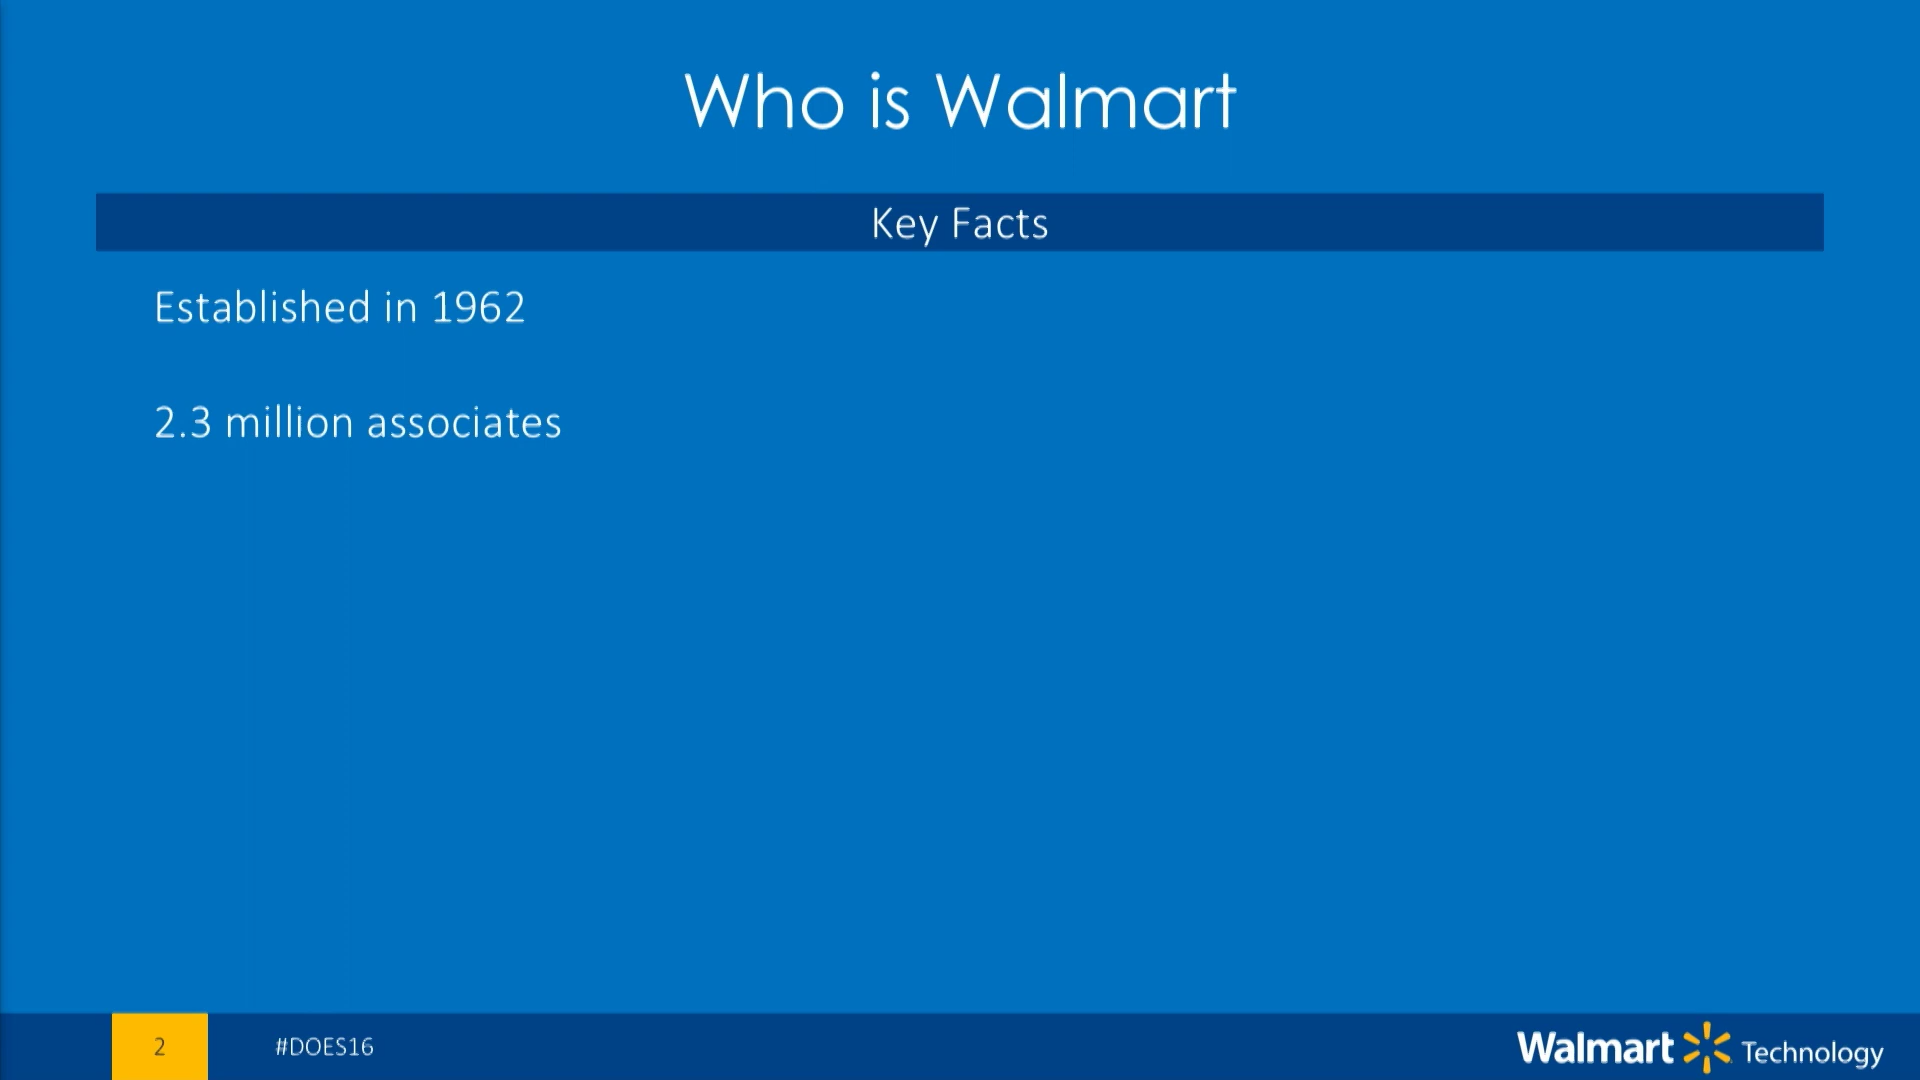 Who is Walmart
Key Facts
Established in 1962
2.3 million associates
2
#DOES16
Walmart Technology